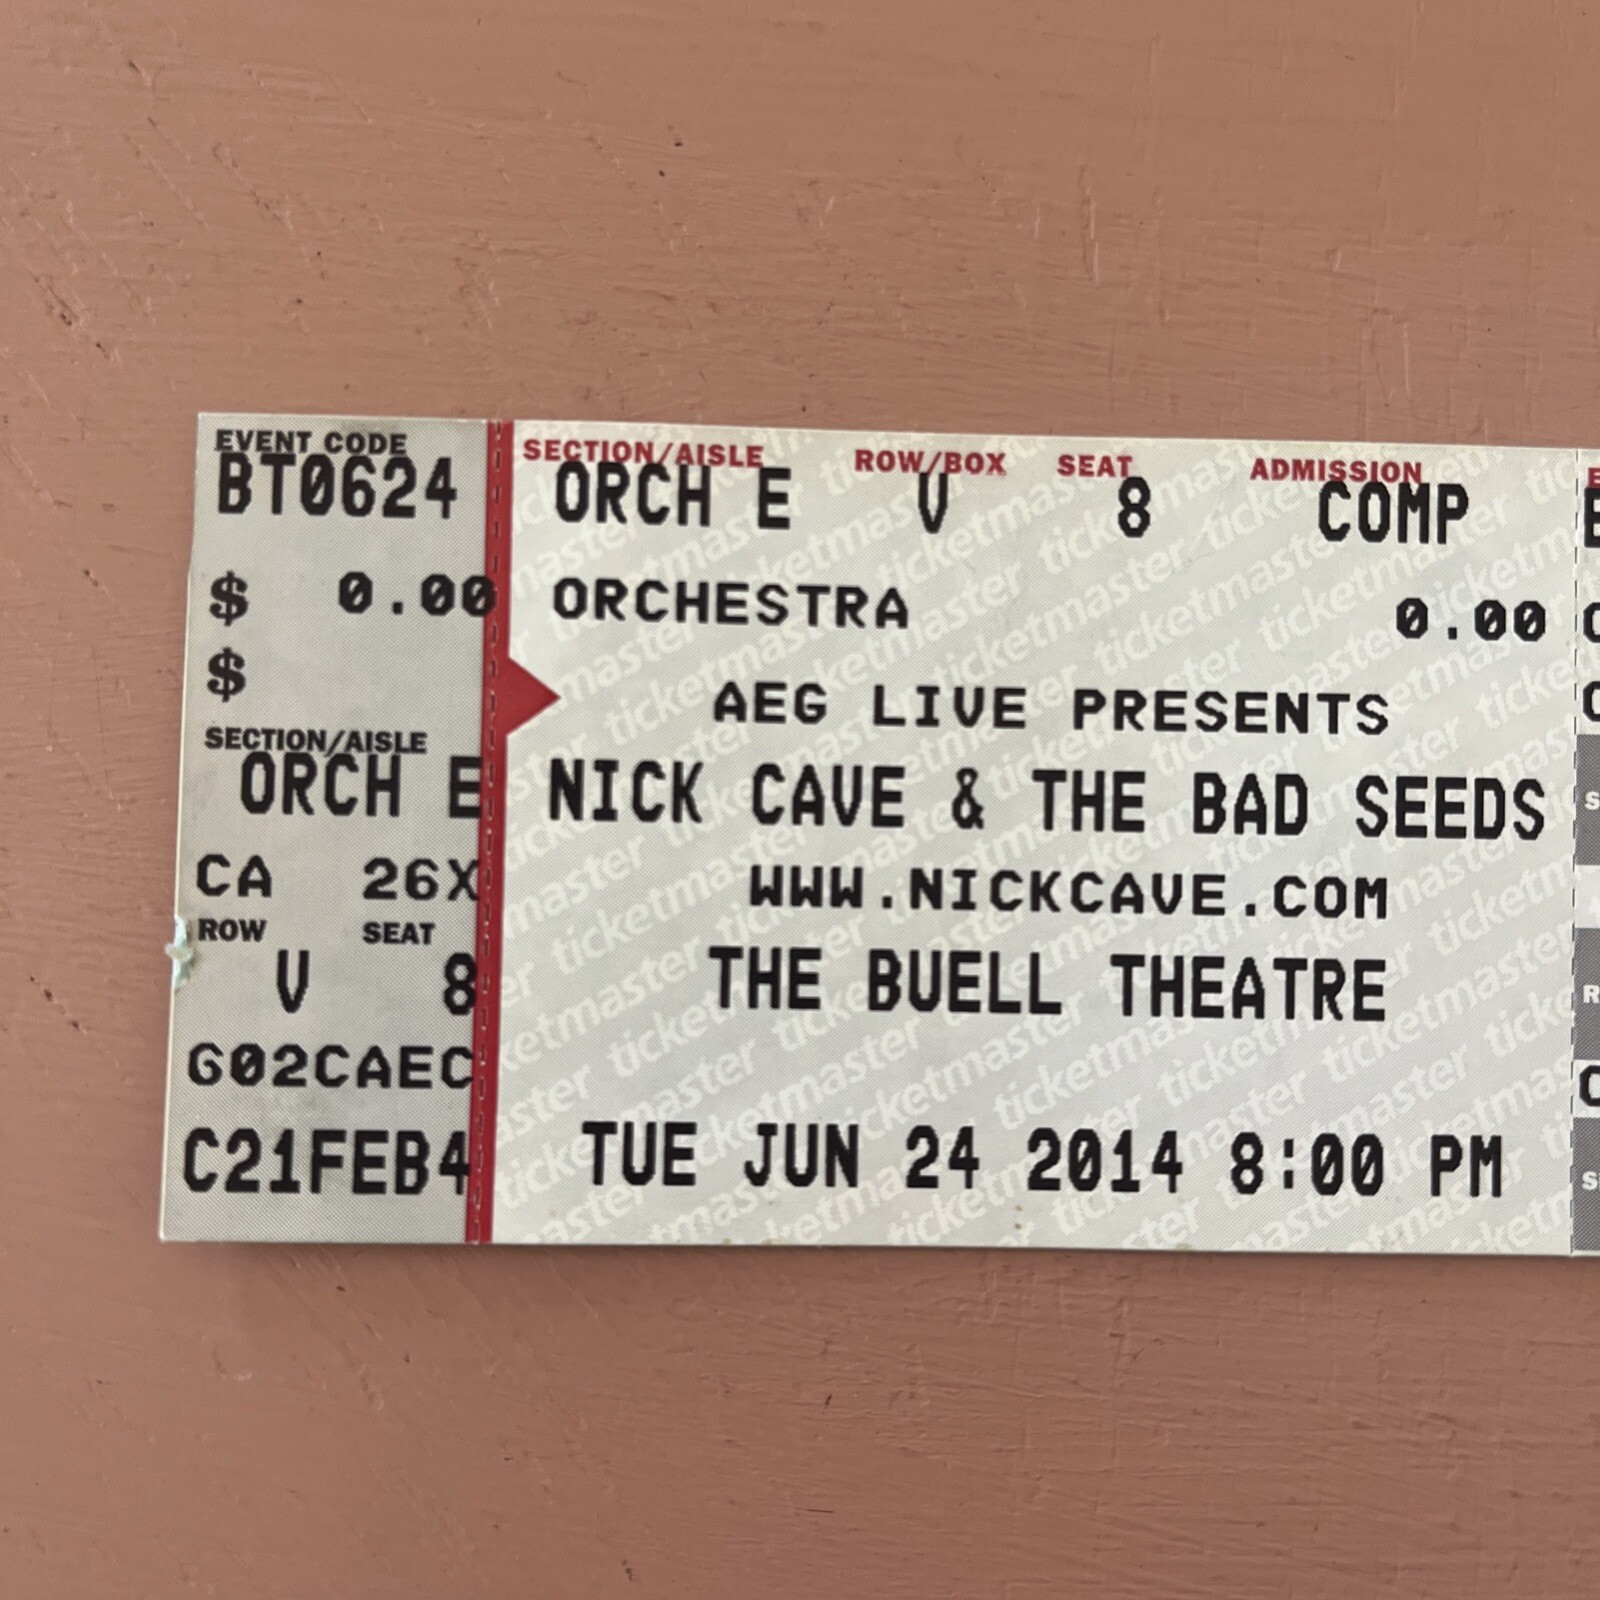 EVENT CODE
BT0624
$ 0.00
$
SECTION/AISLE
ORCH E
CA 26X
ROW SEAT
V 8
G02CAEC
C21FEB4
SECTION/AISLE ROW/BOX SEAT ADMISSION
ORCH E V 8 COMP
ORCHESTRA 0.00
AEG LIVE PRESENTS
NICK CAVE & THE BAD SEEDS
WWW.NICKCAVE.COM
THE BUELL THEATRE
TUE JUN 24 2014 8:00 PM
ticketmaster